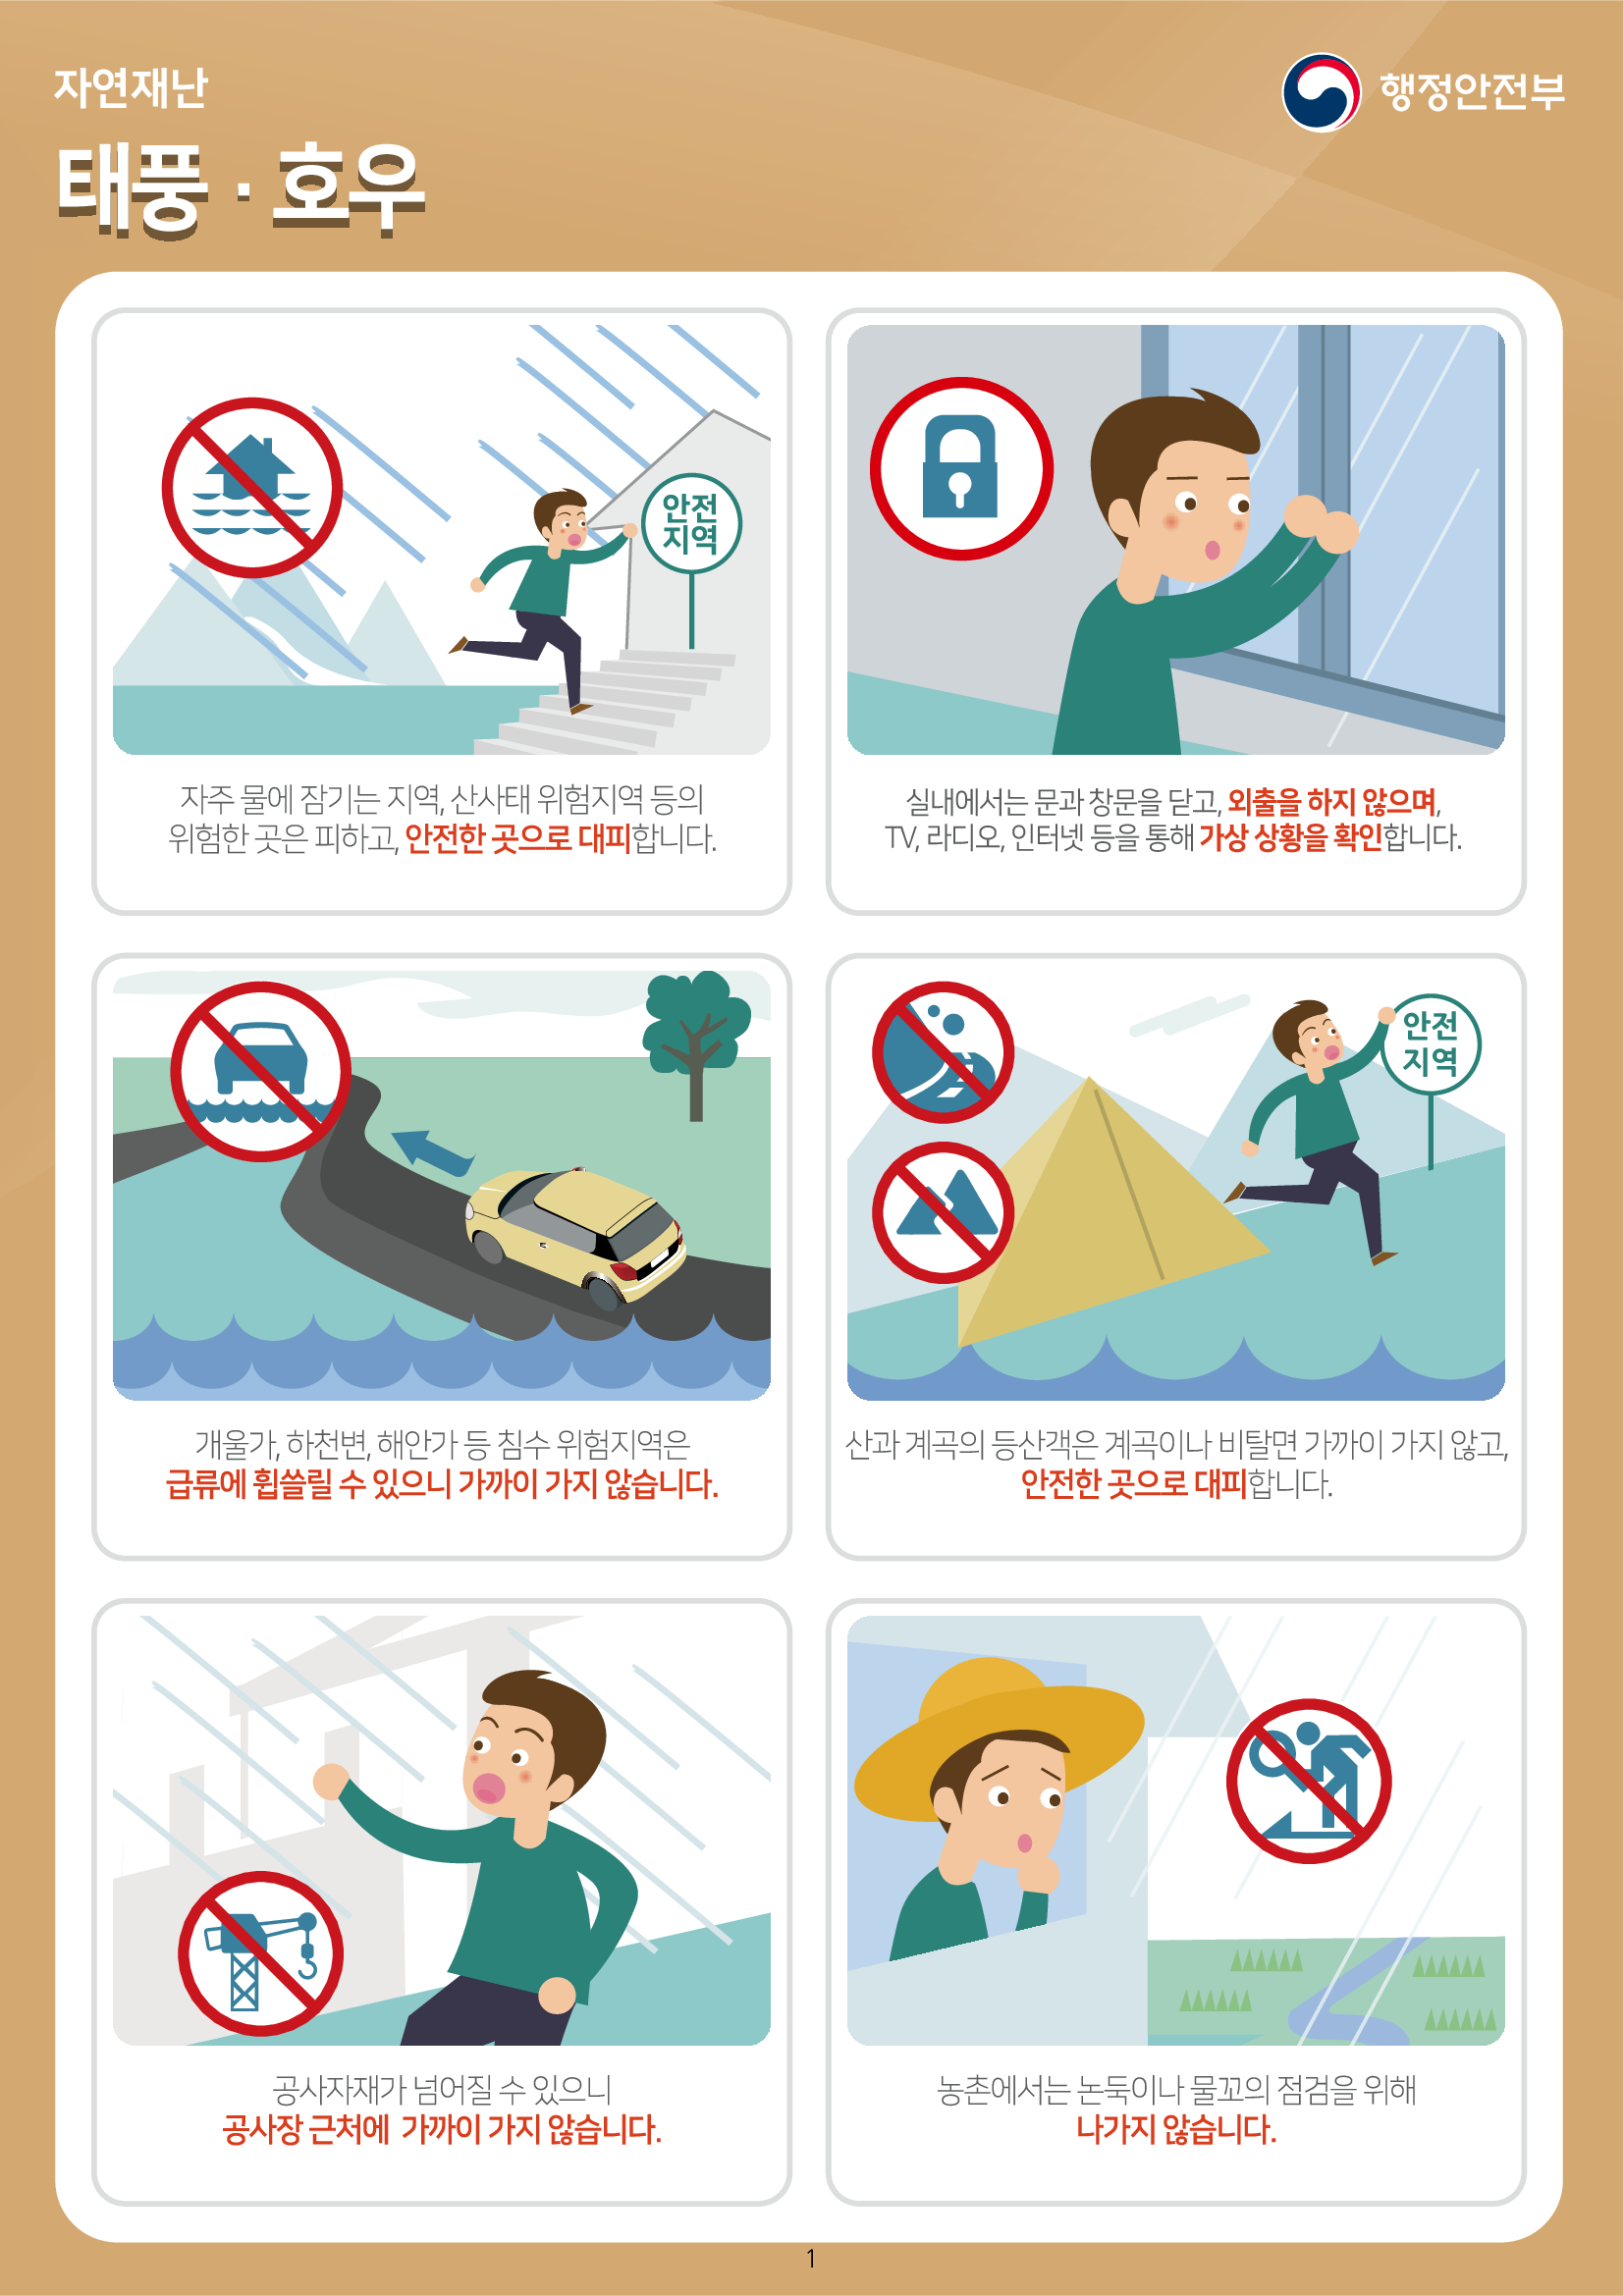 자연재난
행정안전부
태풍 · 호우
안전
지역
자주 물에 잠기는 지역, 산사태 위험지역 등의
위험한 곳은 피하고, 안전한 곳으로 대피합니다.
실내에서는 문과 창문을 닫고, 외출을 하지 않으며,
TV, 라디오, 인터넷 등을 통해 가상 상황을 확인합니다.
개울가, 하천변, 해안가 등 침수 위험지역은
급류에 휩쓸릴 수 있으니 가까이 가지 않습니다.
안전
지역
산과 계곡의 등산객은 계곡이나 비탈면 가까이 가지 않고,
안전한 곳으로 대피합니다.
공사자재가 넘어질 수 있으니
공사장 근처에 가까이 가지 않습니다.
농촌에서는 논둑이나 물꼬의 점검을 위해
나가지 않습니다.
1